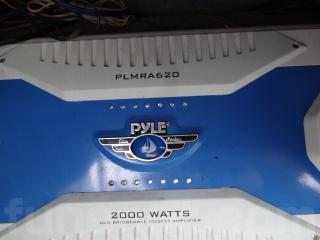 PLMRA620
PYLE
2000 WATTS
6CH BRIDGEABLE MOSFET AMPLIFIER